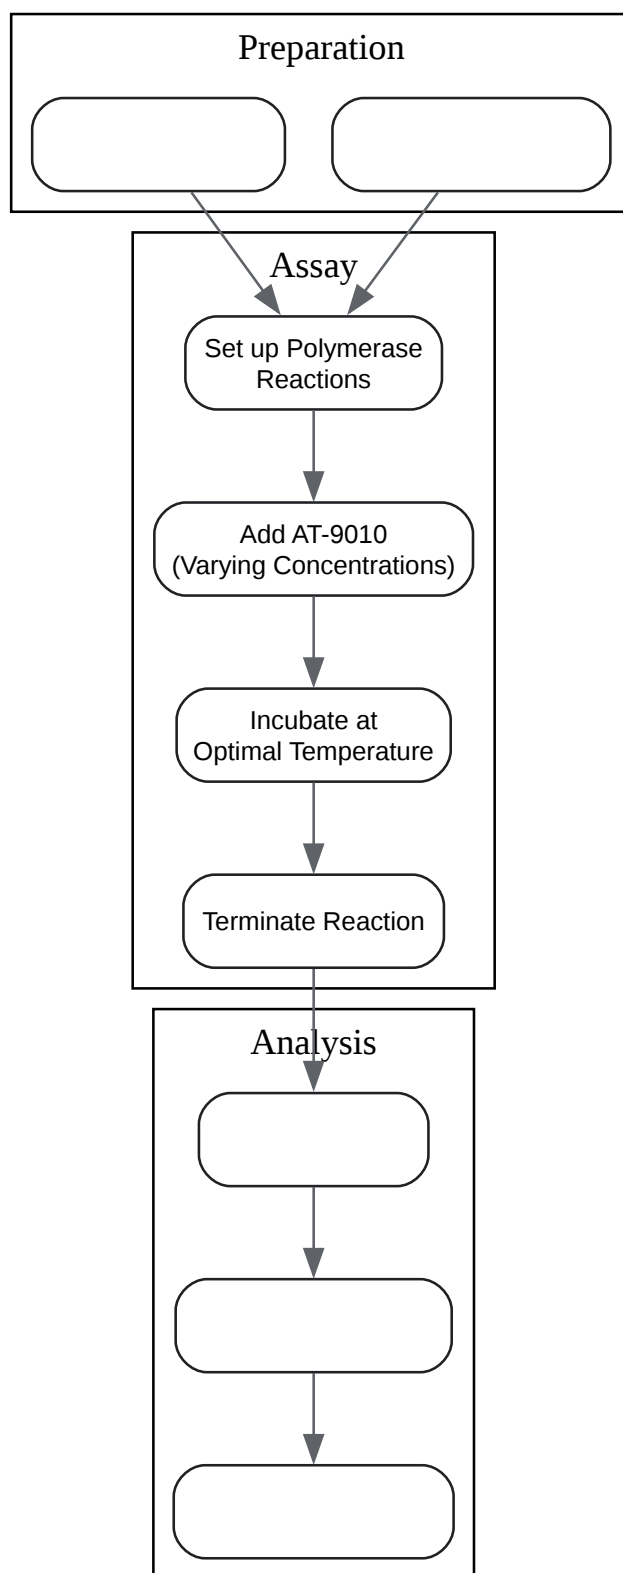 Preparation
Assay
Set up Polymerase
Reactions
Add AT-9010
(Varying Concentrations)
Incubate at
Optimal Temperature
Terminate Reaction
Analysis